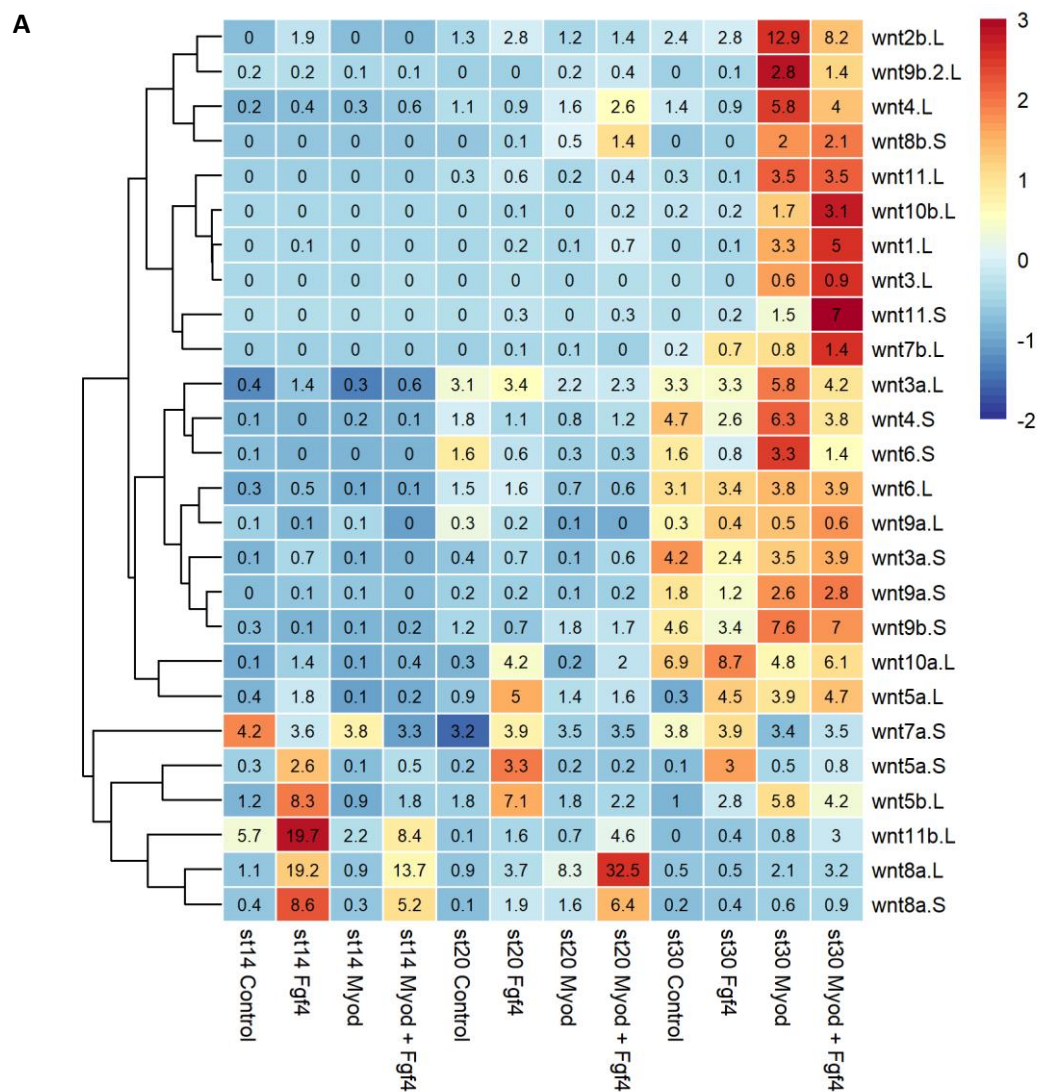 A
0 1.9 0 0 1.3 2.8 1.2 1.4 2.4 2.8 12.9 8.2 wnt2b.L
0.2 0.2 0.1 0.1 0 0 0.2 0.4 0 0.1 2.8 1.4 wnt9b.2.L
0.2 0.4 0.3 0.6 1.1 0.9 1.6 2.6 1.4 0.9 5.8 4 wnt4.L
0 0 0 0 0 0.1 0.5 1.4 0 0 2 2.1 wnt8b.S
0 0 0 0 0.3 0.6 0.2 0.4 0.3 0.1 3.5 3.5 wnt11.L
0 0 0 0 0 0.1 0 0.2 0.2 0.2 1.7 3.1 wnt10b.L
0 0.1 0 0 0 0.2 0.1 0.7 0 0.1 3.3 5 wnt1.L
0 0 0 0 0 0 0 0 0 0 0.6 0.9 wnt3.L
0 0 0 0 0 0.3 0 0.3 0 0.2 1.5 7 wnt11.S
0 0 0 0 0 0.1 0.1 0 0.2 0.7 0.8 1.4 wnt7b.L
0.4 1.4 0.3 0.6 3.1 3.4 2.2 2.3 3.3 3.3 5.8 4.2 wnt3a.L
0.1 0 0.2 0.1 1.8 1.1 0.8 1.2 4.7 2.6 6.3 3.8 wnt4.S
0.1 0 0 0 1.6 0.6 0.3 0.3 1.6 0.8 3.3 1.4 wnt6.S
0.3 0.5 0.1 0.1 1.5 1.6 0.7 0.6 3.1 3.4 3.8 3.9 wnt6.L
0.1 0.1 0.1 0 0.3 0.2 0.1 0 0.3 0.4 0.5 0.6 wnt9a.L
0.1 0.7 0.1 0.1 0.4 0.7 0.1 0.6 4.2 2.4 3.5 3.9 wnt3a.S
0 0.1 0.1 0 0.2 0.2 0.1 0.2 1.8 1.2 2.6 2.8 wnt9a.S
0.3 0.1 0.1 0.2 1.2 0.7 1.8 1.7 4.6 3.4 7.6 7 wnt9b.S
0.1 1.4 0.1 0.4 0.3 4.2 0.2 2 6.9 8.7 4.8 6.1 wnt10a.L
0.4 1.8 0.1 0.2 0.9 5 1.4 1.6 0.3 4.5 3.9 4.7 wnt5a.L
4.2 3.6 3.8 3.3 3.2 3.9 3.5 3.5 3.8 3.9 3.4 3.5 wnt7a.S
0.3 2.6 0.1 0.5 0.2 3.3 0.2 0.2 0.1 3 0.5 0.8 wnt5a.S
1.2 8.3 0.9 1.8 1.8 7.1 1.8 2.2 1 2.8 5.8 4.2 wnt5b.L
5.7 19.7 2.2 8.4 0.1 1.6 0.7 4.6 0 0.4 0.8 3 wnt11b.L
1.1 19.2 0.9 13.7 0.9 3.7 8.3 32.5 0.5 0.5 2.1 3.2 wnt8a.L
0.4 8.6 0.3 5.2 0.1 1.9 1.6 6.4 0.2 0.4 0.6 0.9 wnt8a.S
st14 Control
st14 Fgf4
st14 Myod
st14 Myod + Fgf4
st20 Control
st20 Fgf4
st20 Myod
st20 Myod + Fgf4
st30 Control
st30 Fgf4
st30 Myod
st30 Myod + Fgf4
3
2
1
0
-1
-2